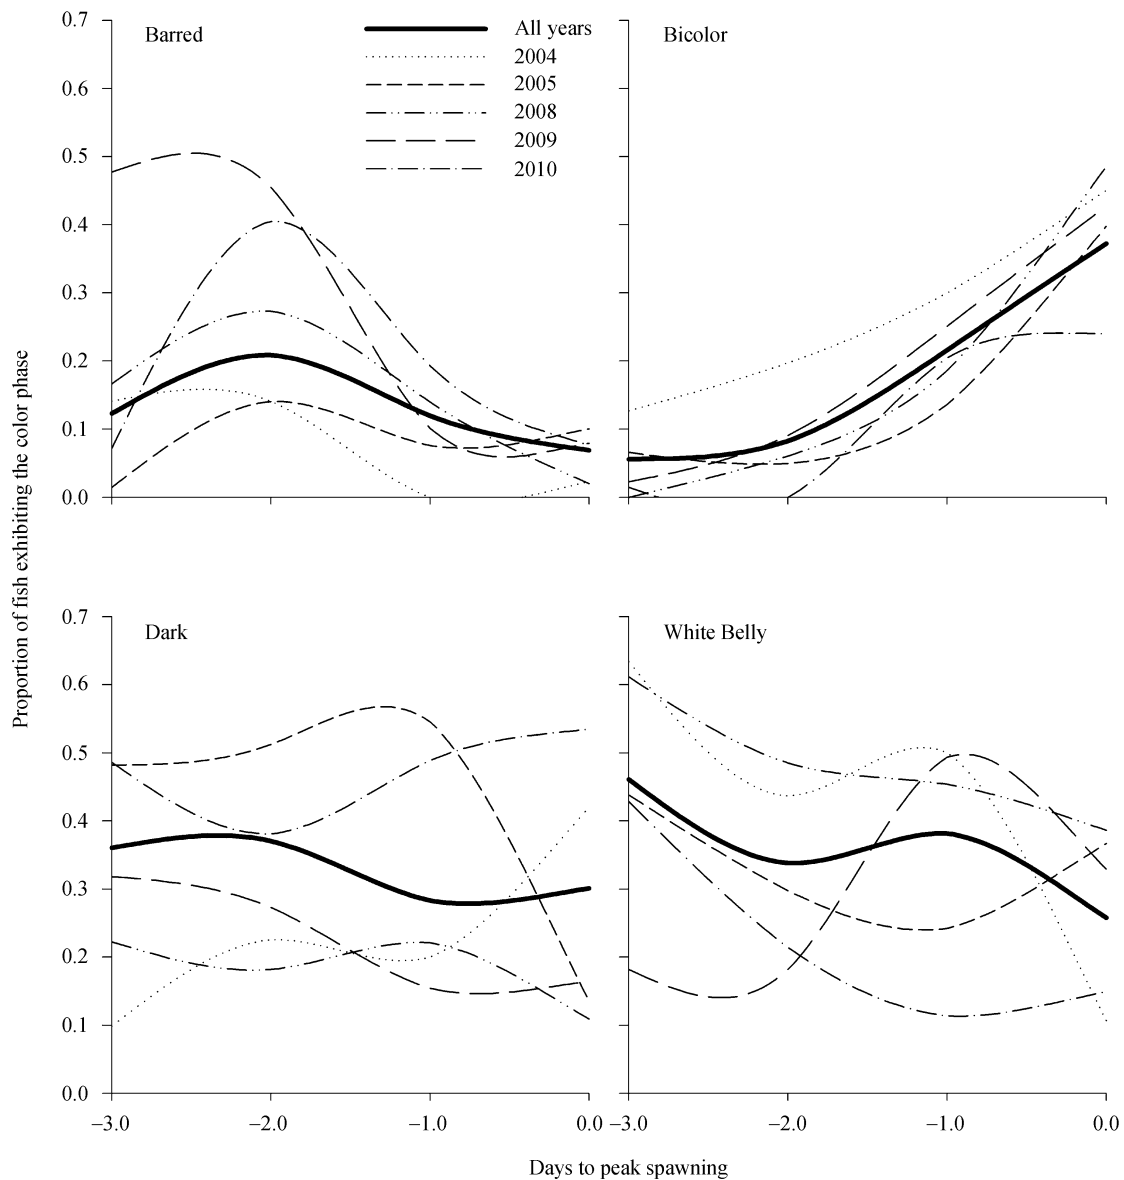 Barred
All years
2004
2005
2008
2009
2010
Bicolor
0.7
0.6
0.5
0.4
0.3
0.2
0.1
0.0
Proportion of fish exhibiting the color phase
Dark
White Belly
0.7
0.6
0.5
0.4
0.3
0.2
0.1
0.0
–3.0 –2.0 –1.0 0.0 –3.0 –2.0 –1.0 0.0
Days to peak spawning